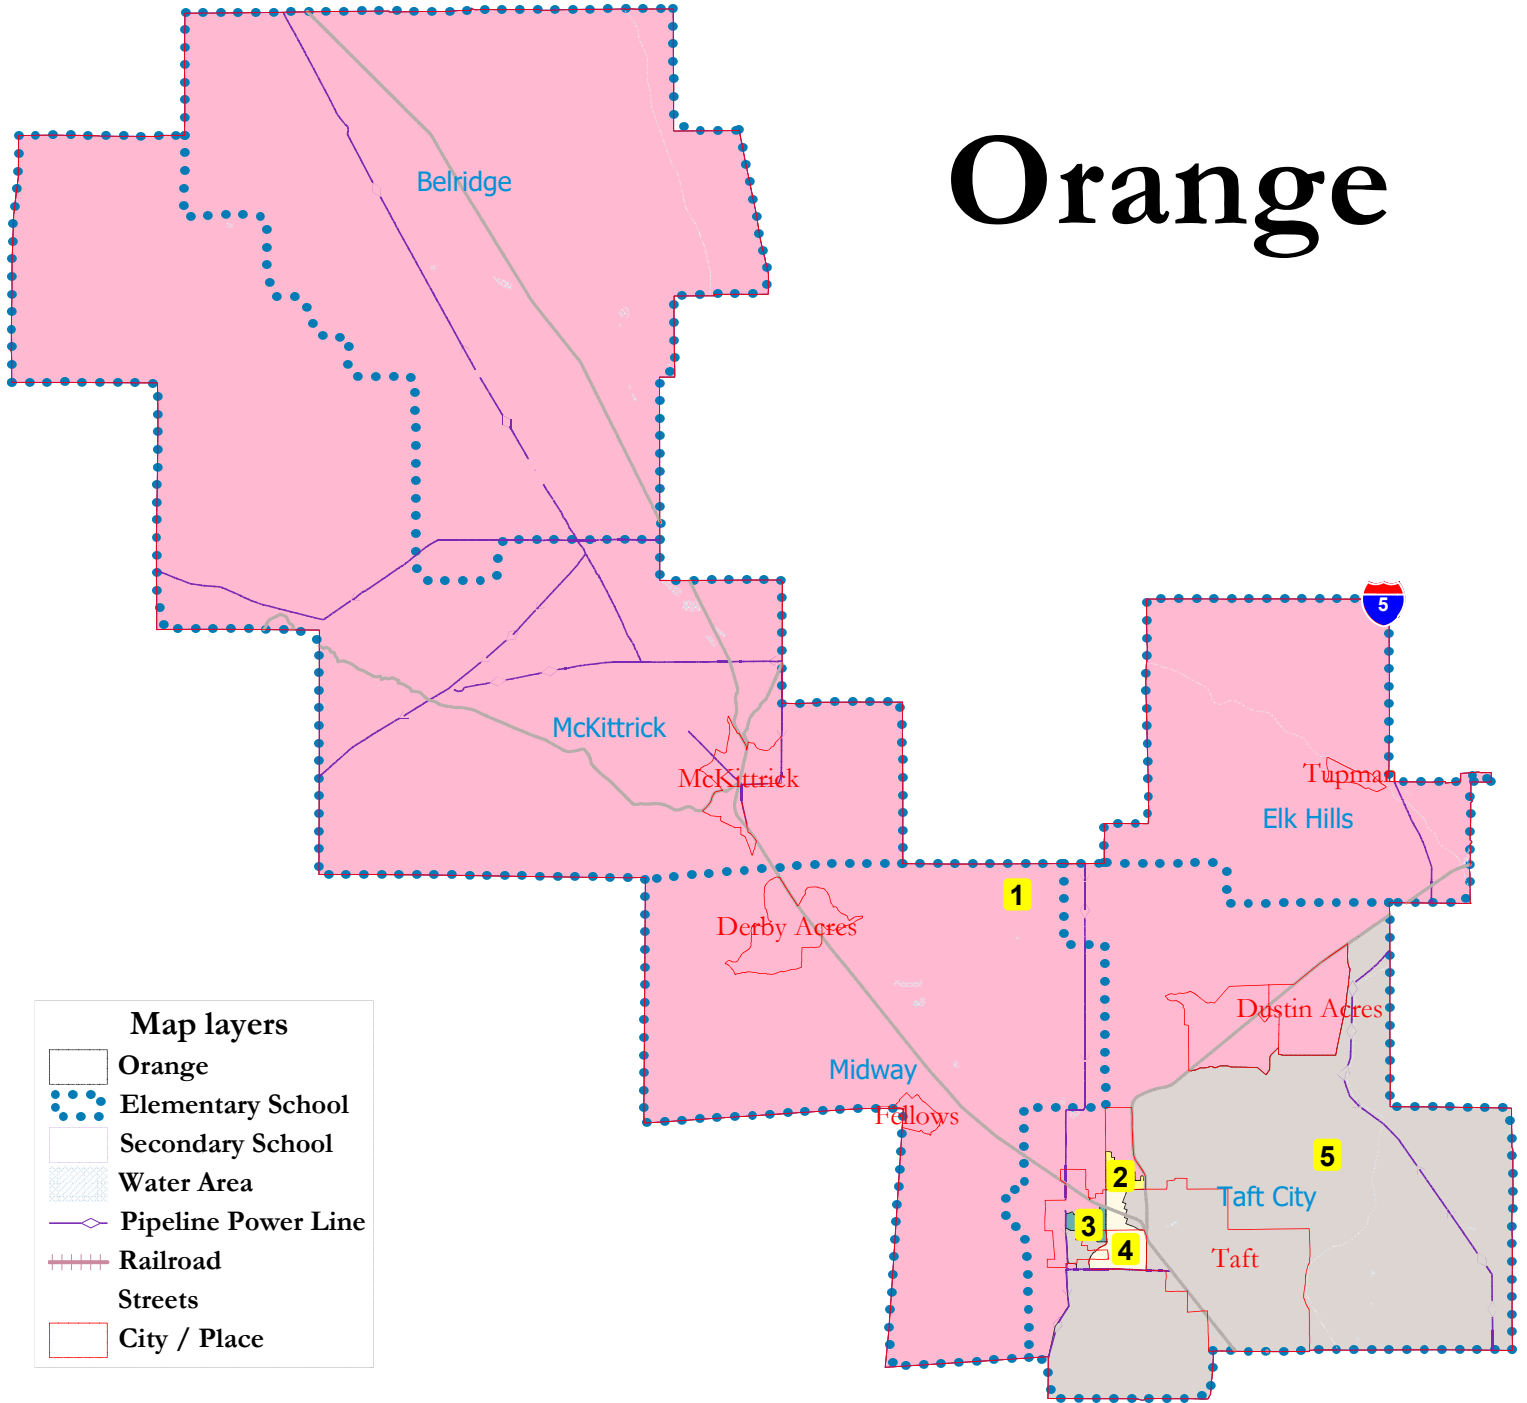 Orange
Belridge
5
McKittrick
McKittrick
Tupman
Elk Hills
1
Derby Acres
Dustin Acres
Midway
Fellows
2
5
Taft City
3
4
Taft
Map layers
Orange
Elementary School
Secondary School
Water Area
Pipeline Power Line
Railroad
Streets
City / Place